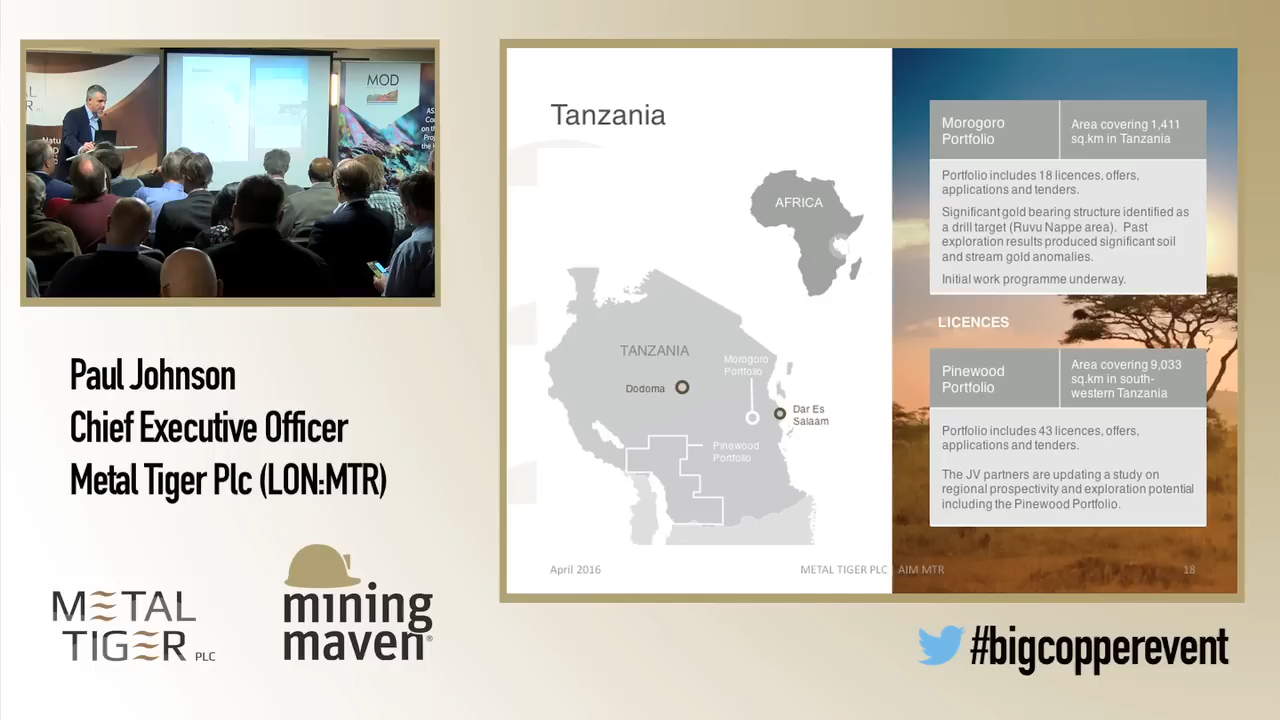 MOD
Paul Johnson
Chief Executive Officer
Metal Tiger Plc (LON:MTR)
METAL
TIGER PLC
mining
maven®
Tanzania
AFRICA
TANZANIA
Morogoro
Portfolio
Dodoma
Dar Es
Salaam
Pinewood
Portfolio
April 2016
METAL TIGER PLC | AIM MTR
18
Morogoro
Portfolio
Area covering 1,411
sq.km in Tanzania
Portfolio includes 18 licences, offers,
applications and tenders.
Significant gold bearing structure identified as
a drill target (Ruvu Nappe area). Past
exploration results produced significant soil
and stream gold anomalies.
Initial work programme underway.
LICENCES
Pinewood
Portfolio
Area covering 9,033
sq.km in south-
western Tanzania
Portfolio includes 43 licences, offers,
applications and tenders.
The JV partners are updating a study on
regional prospectivity and exploration potential
including the Pinewood Portfolio.
#bigcopperevent